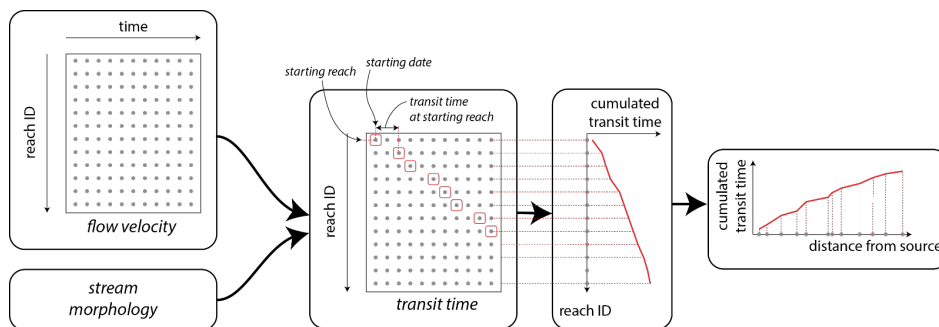 time
reach ID
flow velocity
stream
morphology
starting date
starting reach
transit time
at starting reach
reach ID
transit time
cumulated
transit time
reach ID
cumulated
transit time
distance from source